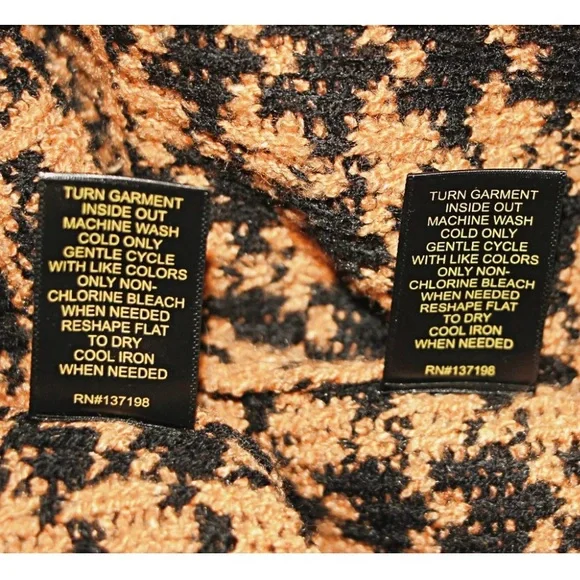 TURN GARMENT
INSIDE OUT
MACHINE WASH
COLD ONLY
GENTLE CYCLE
WITH LIKE COLORS
ONLY NON-
CHLORINE BLEACH
WHEN NEEDED
RESHAPE FLAT
TO DRY
COOL IRON
WHEN NEEDED
RN#137198
TURN GARMENT
INSIDE OUT
MACHINE WASH
COLD ONLY
GENTLE CYCLE
WITH LIKE COLORS
ONLY NON-
CHLORINE BLEACH
WHEN NEEDED
RESHAPE FLAT
TO DRY
COOL IRON
WHEN NEEDED
RN#137198